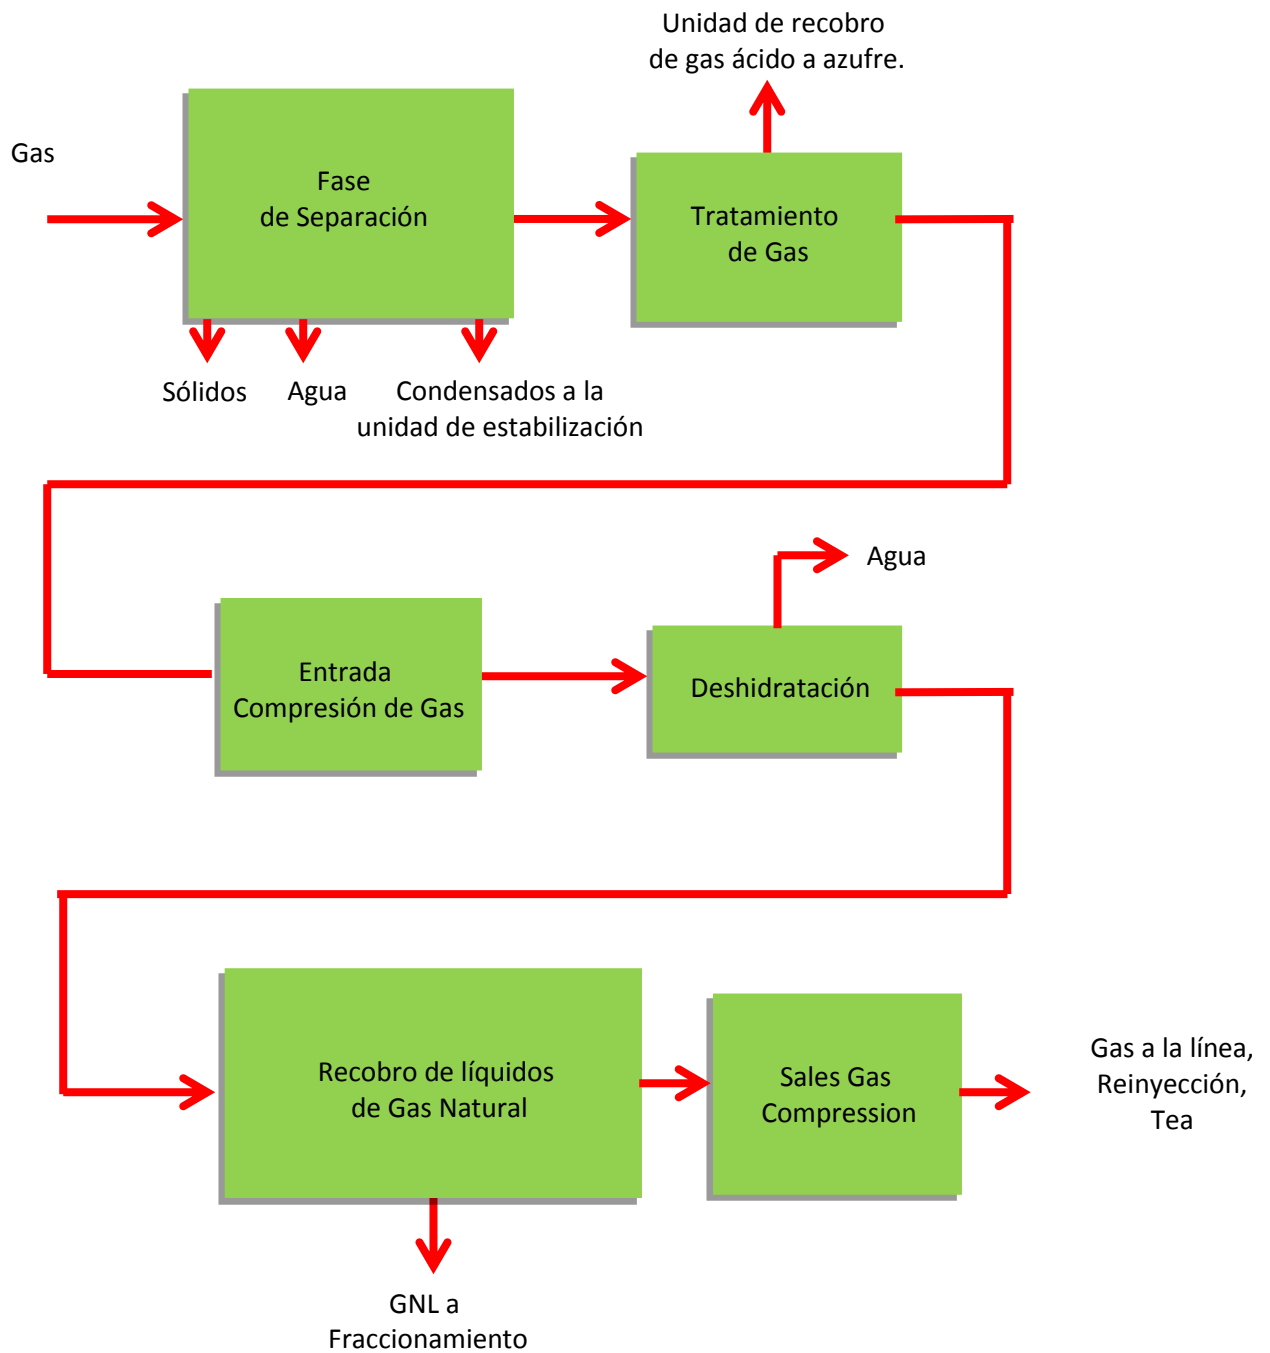 Unidad de recobro
de gas ácido a azufre.
Gas
Fase
de Separación
Tratamiento
de Gas
Sólidos
Agua
Condensados a la
unidad de estabilización
Agua
Entrada
Compresión de Gas
Deshidratación
Recobro de líquidos
de Gas Natural
Sales Gas
Compression
Gas a la línea,
Reinyección,
Tea
GNL a
Fraccionamiento